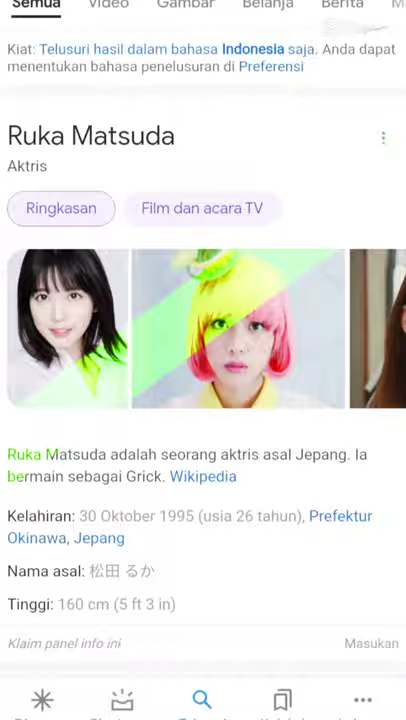 Semua Video Gambar Belanja Berita
Kiat: Telusuri hasil dalam bahasa Indonesia saja. Anda dapat
menentukan bahasa penelusuran di Preferensi
Ruka Matsuda
Aktris
Ringkasan Film dan acara TV
Ruka Matsuda adalah seorang aktris asal Jepang. Ia
bermain sebagai Grick. Wikipedia
Kelahiran: 30 Oktober 1995 (usia 26 tahun), Prefektur
Okinawa, Jepang
Nama asal: 松田 るか
Tinggi: 160 cm (5 ft 3 in)
Klaim panel info ini Masukan